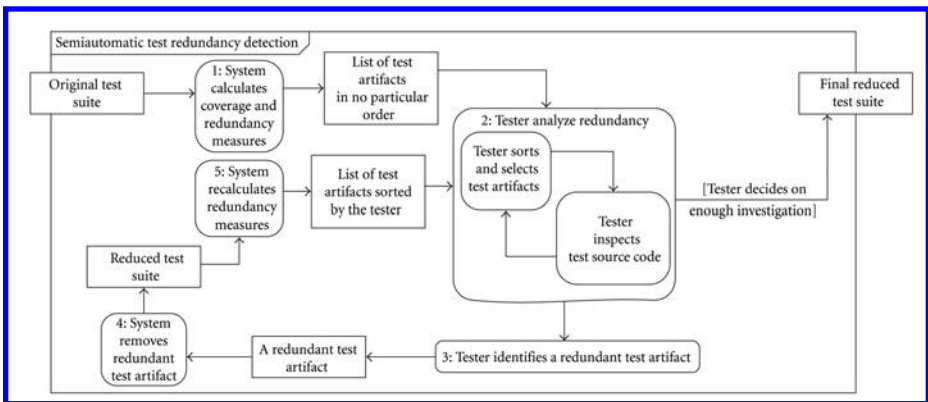 Semiautomatic test redundancy detection
Original test
suite
1: System
calculates
coverage and
redundancy
measures
List of test
artifacts
in no particular
order
Final reduced
test suite
2: Tester analyze redundancy
Tester sorts
and selects
test artifacts
Tester
inspects
test source code
[Tester decides on
enough investigation]
5: System
recalculates
redundancy
measures
List of test
artifacts sorted
by the tester
Reduced test
suite
4: System
removes
redundant
test artifact
A redundant test
artifact
3: Tester identifies a redundant test artifact